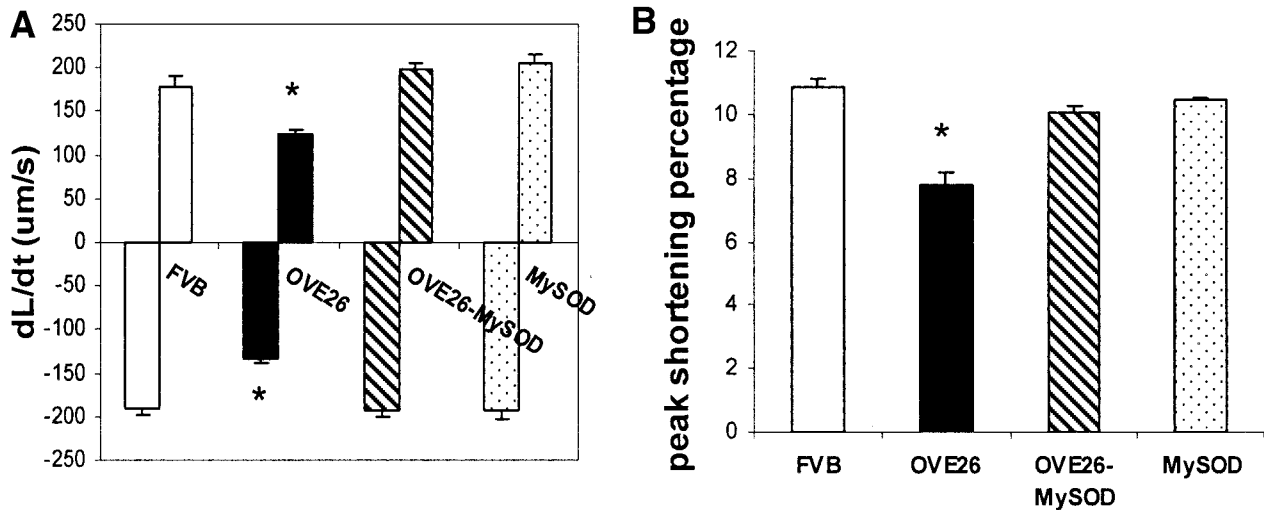 A
dL/dt (um/s)
250
200
150
100
50
0
-50
-100
-150
-200
-250
*
*
FVB
OVE26
OVE26-MySOD
MySOD
B
peak shortening percentage
12
10
8
6
4
2
0
*
FVB
OVE26
OVE26-
MySOD
MySOD